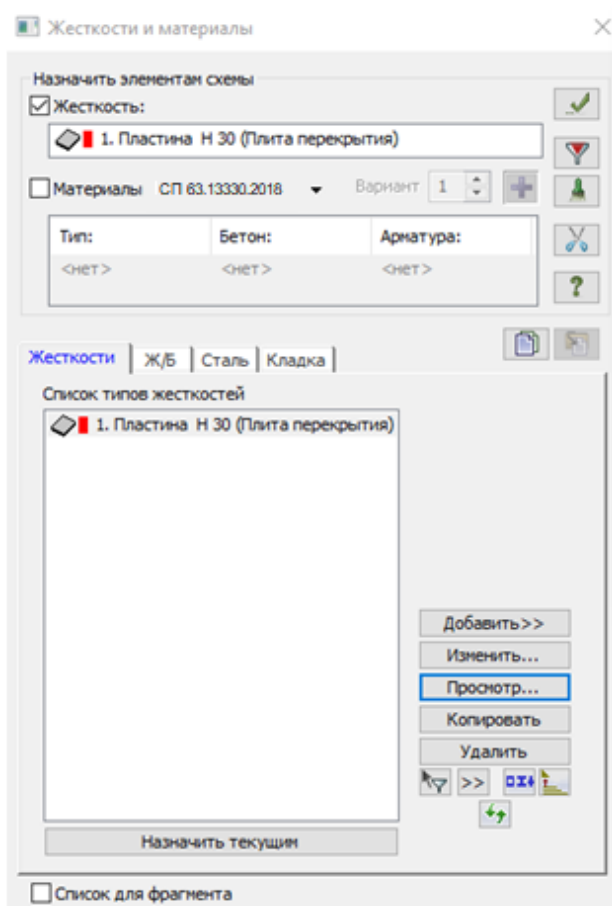 Жесткости и материалы
Назначить элементам схемы
Жесткость:
1. Пластина Н 30 (Плита перекрытия)
Материалы СП 63.13330.2018 Вариант 1
Тип: Бетон: Арматура:
<нет> <нет> <нет>
?
Жесткости Ж/Б Сталь Кладка
Список типов жесткостей
1. Пластина Н 30 (Плита перекрытия)
Добавить>>
Изменить...
Просмотр...
Копировать
Удалить
>>
Назначить текущим
Список для фрагмента